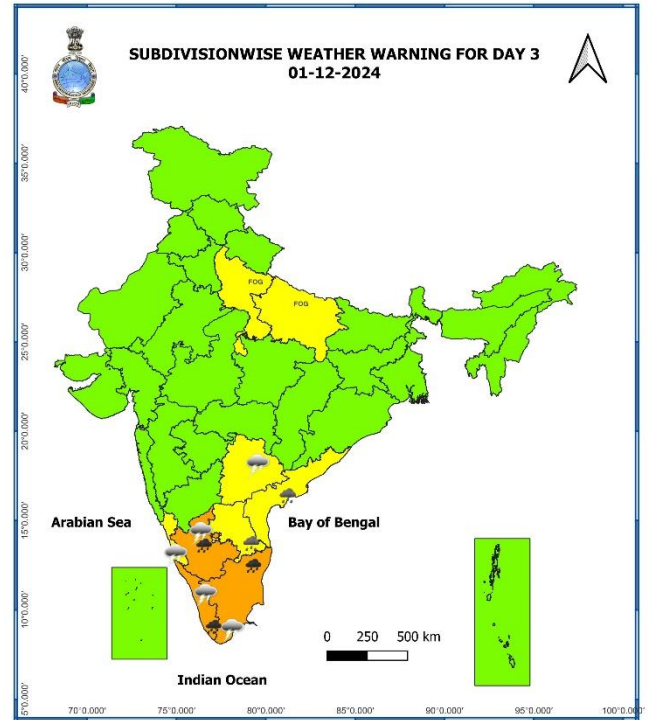 SUBDIVISIONWISE WEATHER WARNING FOR DAY 3
01-12-2024
40°0.000'
35°0.000'
30°0.000'
25°0.000'
20°0.000'
15°0.000'
10°0.000'
5°0.000'
FOG
FOG
Arabian Sea
Bay of Bengal
0 250 500 km
Indian Ocean
70°0.000' 75°0.000' 80°0.000' 85°0.000' 90°0.000' 95°0.000' 100°0.000'